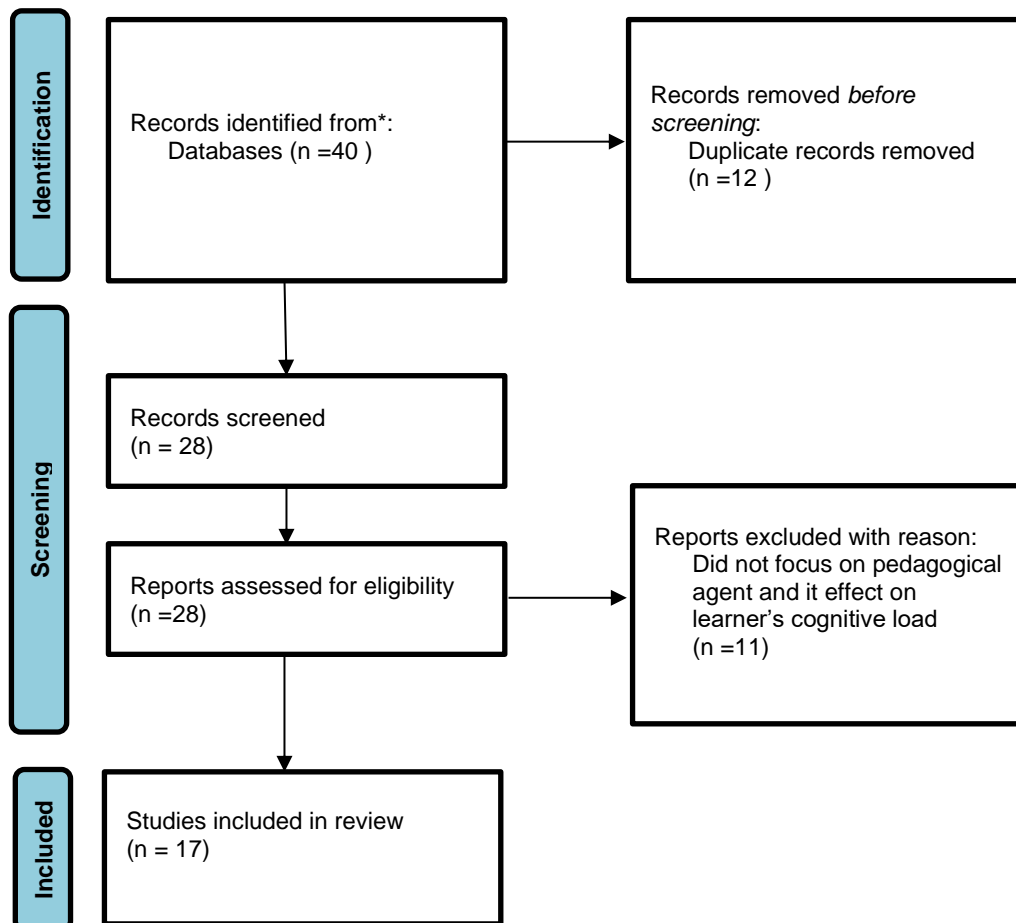 Identification
Records identified from*:
Databases (n =40 )
Records removed before
screening:
Duplicate records removed
(n =12 )
Screening
Records screened
(n = 28)
Reports assessed for eligibility
(n =28)
Reports excluded with reason:
Did not focus on pedagogical
agent and it effect on
learner’s cognitive load
(n =11)
Included
Studies included in review
(n = 17)